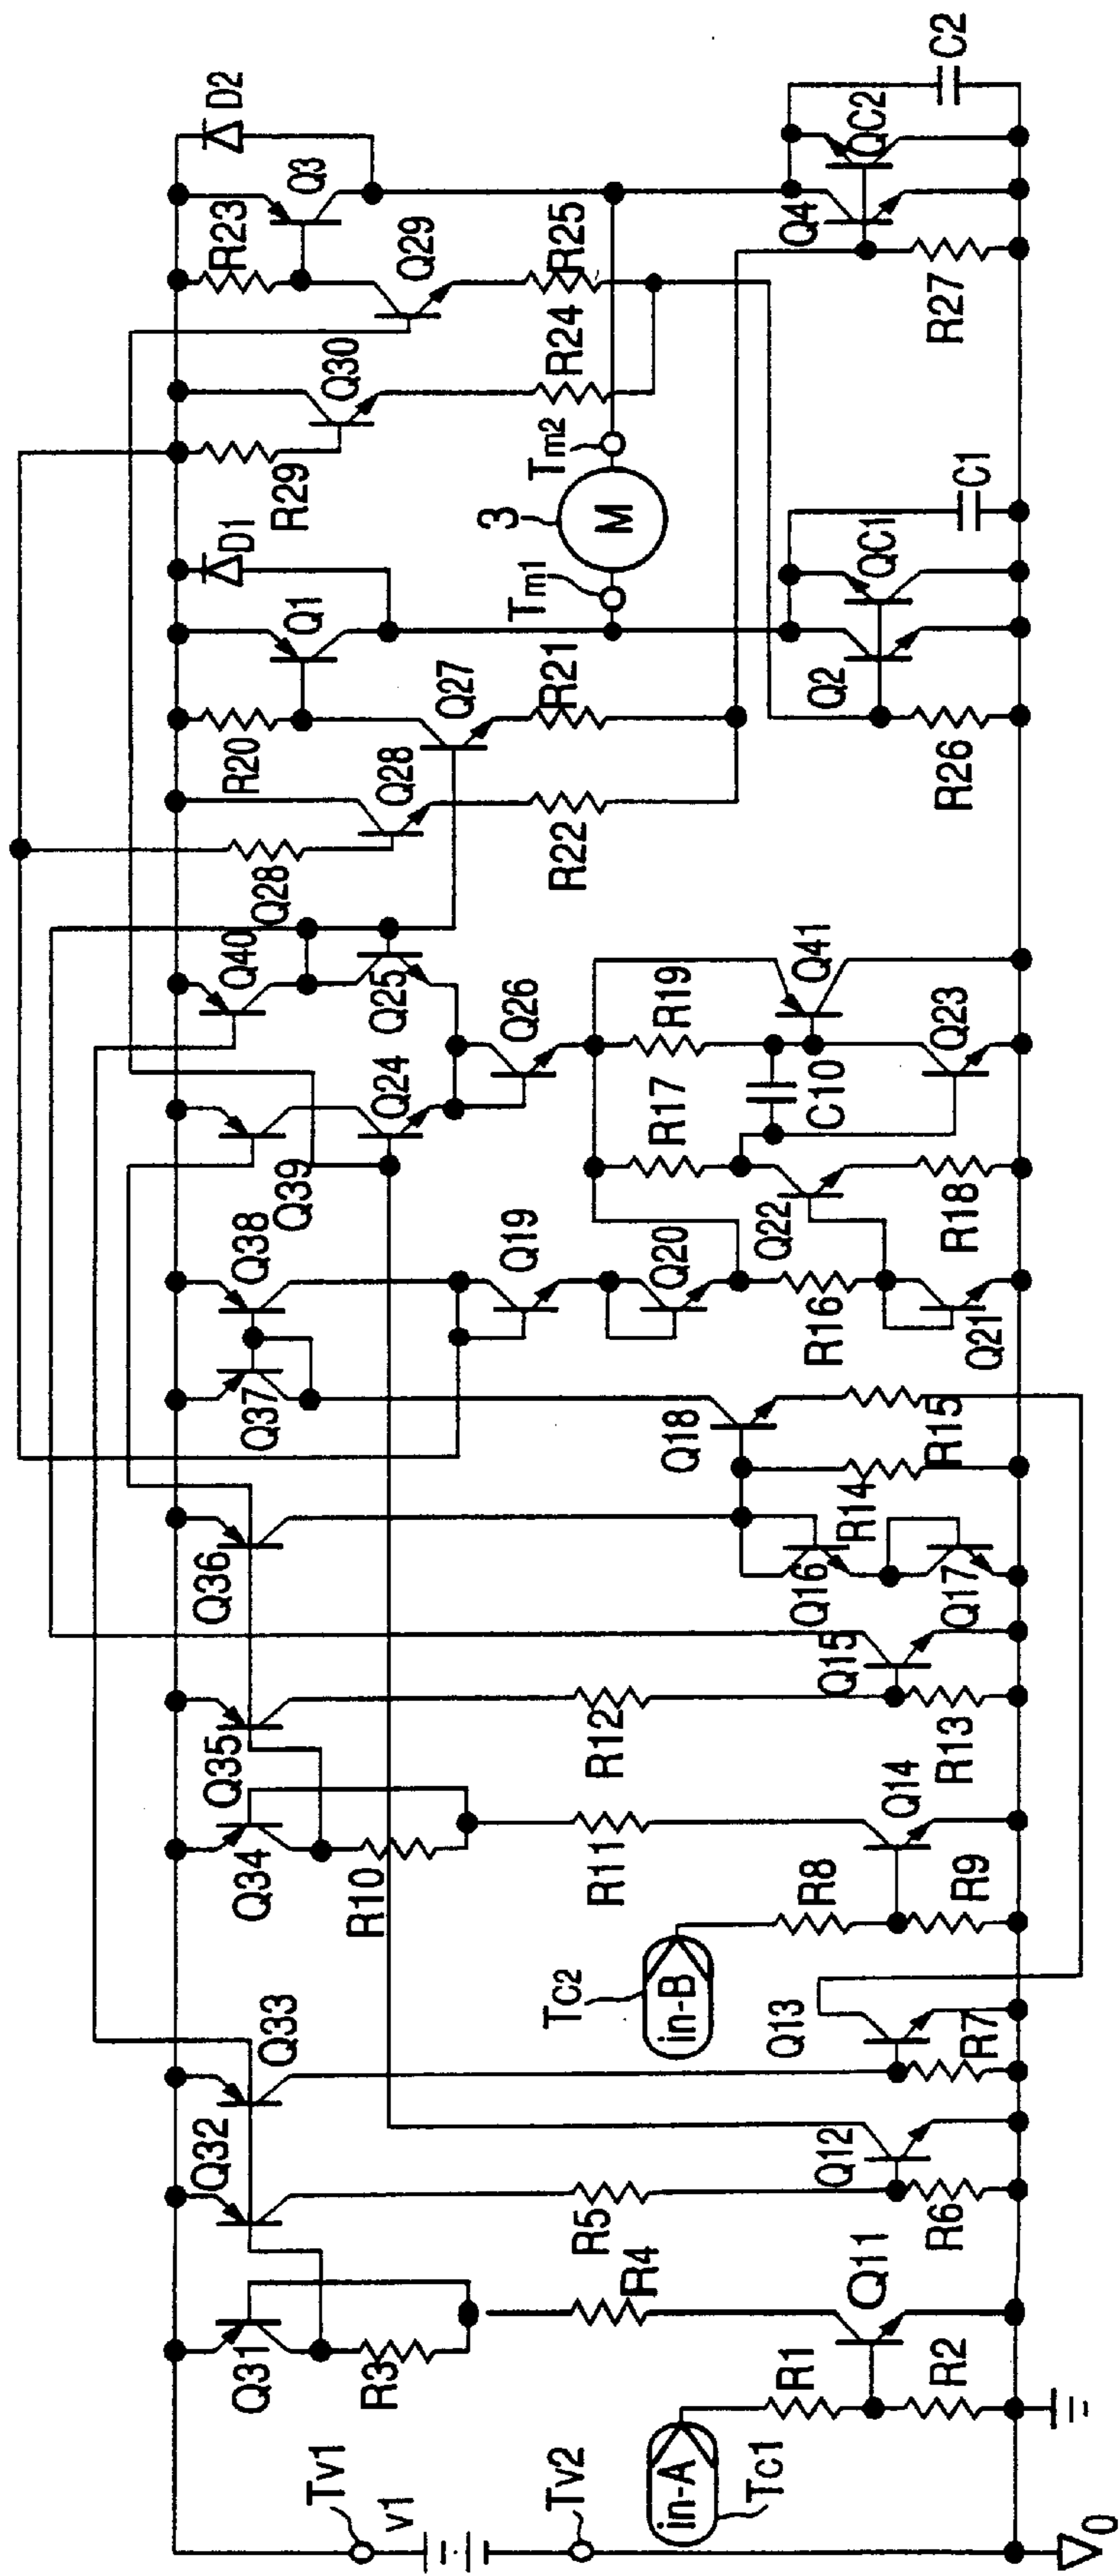 Tv1
v1
Tv2
0
in-A
Tc1
R1
R2
Q11
R4
R3
Q31
Q32
R5
R6
Q12
Q33
Q13
R7
Tc2
in-B
R8
R9
Q14
R11
R10
Q34
Q35
R12
R13
Q15
Q36
Q16
Q17
R14
R15
Q18
Q37
Q38
Q19
Q20
R16
Q21
Q22
R18
R17
C10
R19
Q41
Q23
Q39
Q24
Q26
Q25
Q40
Q28
Q28
R22
R20
Q27
R21
Q1
D1
Q2
QC1
R26
C1
Tm1
3
M
Tm2
R29
Q30
R24
R23
Q29
R25
Q3
D2
Q4
QC2
R27
C2